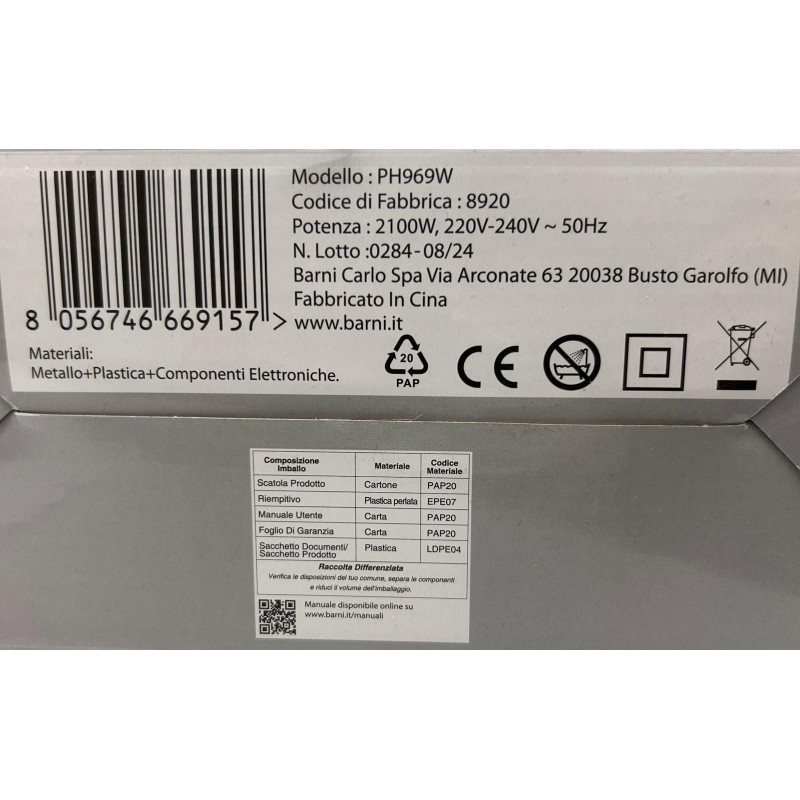 Modello : PH969W
Codice di Fabbrica : 8920
Potenza : 2100W, 220V-240V ~ 50Hz
N. Lotto :0284-08/24
Barni Carlo Spa Via Arconate 63 20038 Busto Garolfo (MI)
Fabbricato In Cina
www.barni.it
8 056746 669157 >
Materiali:
Metallo+Plastica+Componenti Elettroniche.
20
PAP
CE
Composizione Imballo Materiale Codice Materiale
Scatola Prodotto Cartone PAP20
Riempitivo Plastica perlata EPE07
Manuale Utente Carta PAP20
Foglio Di Garanzia Carta PAP20
Sacchetto Documenti/ Plastica LDPE04
Sacchetto Prodotto
Raccolta Differenziata
Verifica le disposizioni del tuo comune, separa le componenti
e riduci il volume dell'imballaggio.
Manuale disponibile online su
www.barni.it/manuali